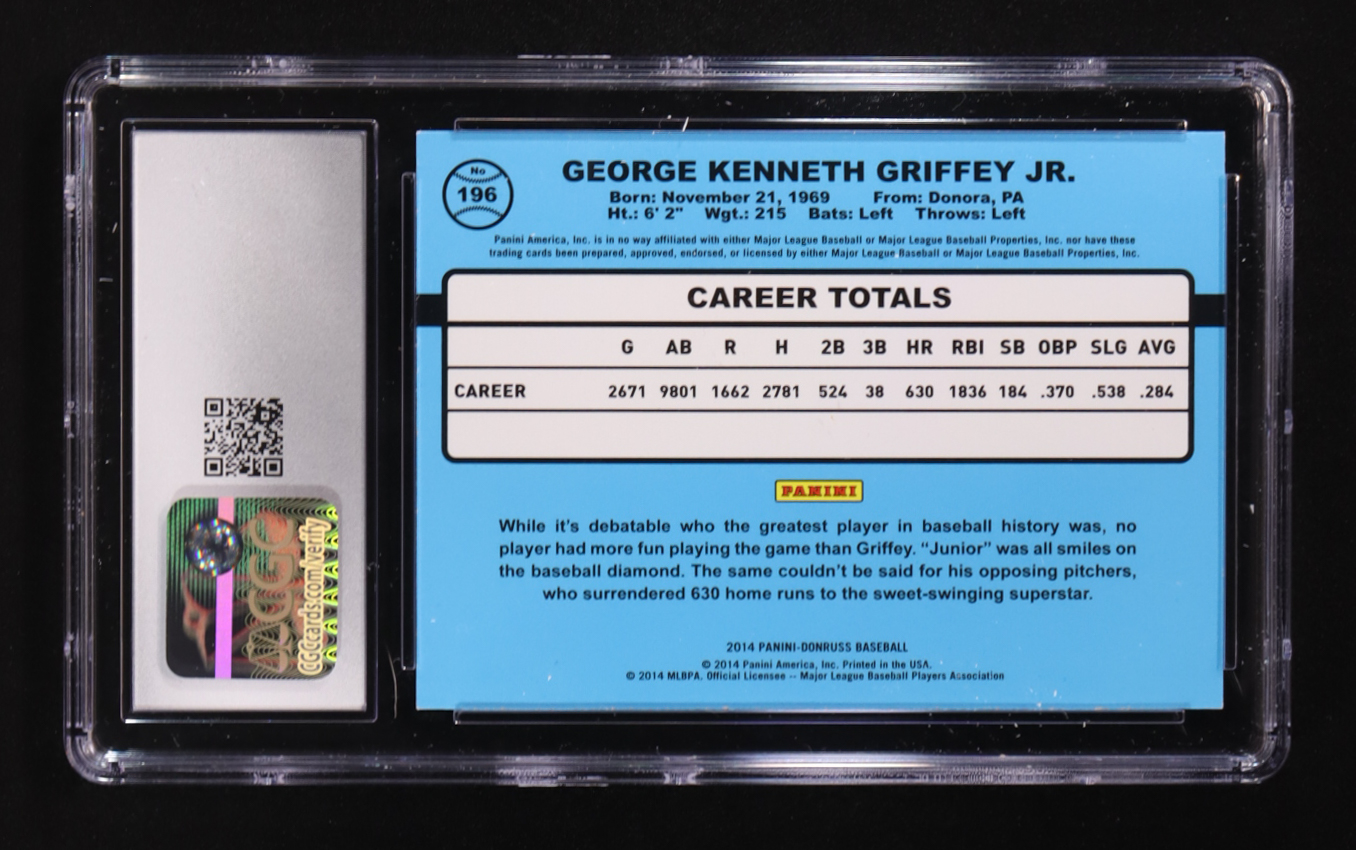 No
196
GEORGE KENNETH GRIFFEY JR.
Born: November 21, 1969 From: Donora, PA
Ht.: 6' 2" Wgt.: 215 Bats: Left Throws: Left
Panini America, Inc. is in no way affiliated with either Major League Baseball or Major League Baseball Properties, Inc. nor have these
trading cards been prepared, approved, endorsed, or licensed by either Major League Baseball or Major League Baseball Properties, Inc.
CAREER TOTALS
G AB R H 2B 3B HR RBI SB OBP SLG AVG
CAREER 2671 9801 1662 2781 524 38 630 1836 184 .370 .538 .284
PANINI
While it's debatable who the greatest player in baseball history was, no
player had more fun playing the game than Griffey. "Junior" was all smiles on
the baseball diamond. The same couldn't be said for his opposing pitchers,
who surrendered 630 home runs to the sweet-swinging superstar.
2014 PANINI-DONRUSS BASEBALL
© 2014 Panini America, Inc. Printed in the USA.
© 2014 MLBPA. Official Licensee -- Major League Baseball Players Association